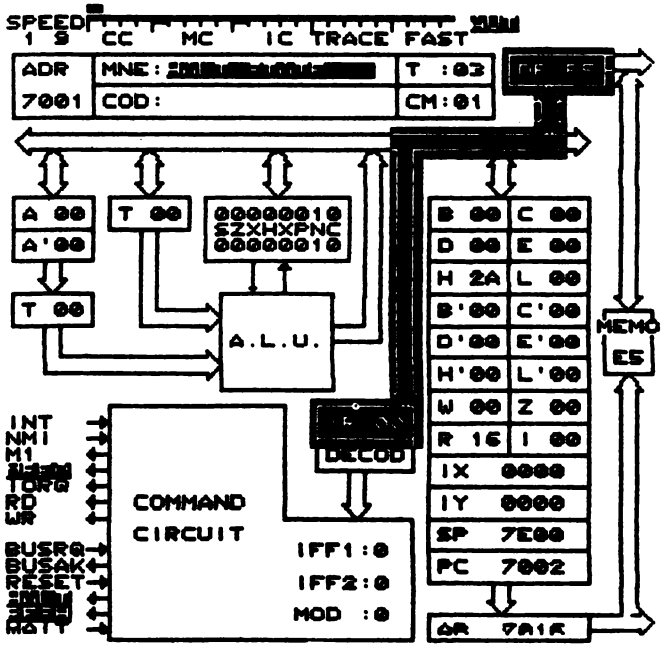 SPEED
1 9 CC MC IC TRACE FAST
ADR MNE: T :03
7001 COD: CM:01
A 00
A'00
T 00
T 00
00000010
SZXHXPNC
00000010
A.L.U.
B 00 C 00
D 00 E 00
H 2A L 00
B'00 C'00
D'00 E'00
H'00 L'00
W 00 Z 00
R 16 I 00
IX 0000
IY 0000
SP 7E00
PC 7002
MEMO
E5
DECOD
INT
NMI
M1
TORQ
RD
WR
BUSRQ
BUSAK
RESET
COMMAND
CIRCUIT
IFF1:0
IFF2:0
MOD :0